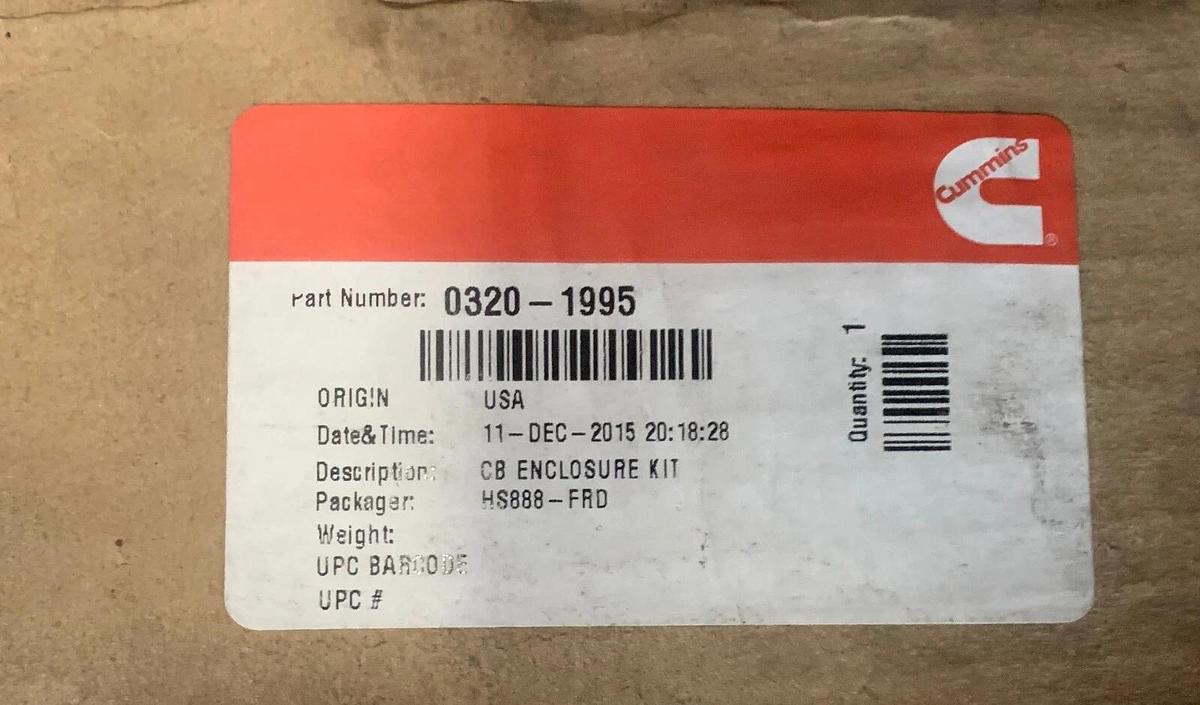 Cummins
®
Part Number: 0320-1995
Quantity: 1
ORIGIN USA
Date&Time: 11-DEC-2015 20:18:28
Description: CB ENCLOSURE KIT
Packager: HS888-FRD
Weight:
UPC BARCODE
UPC #